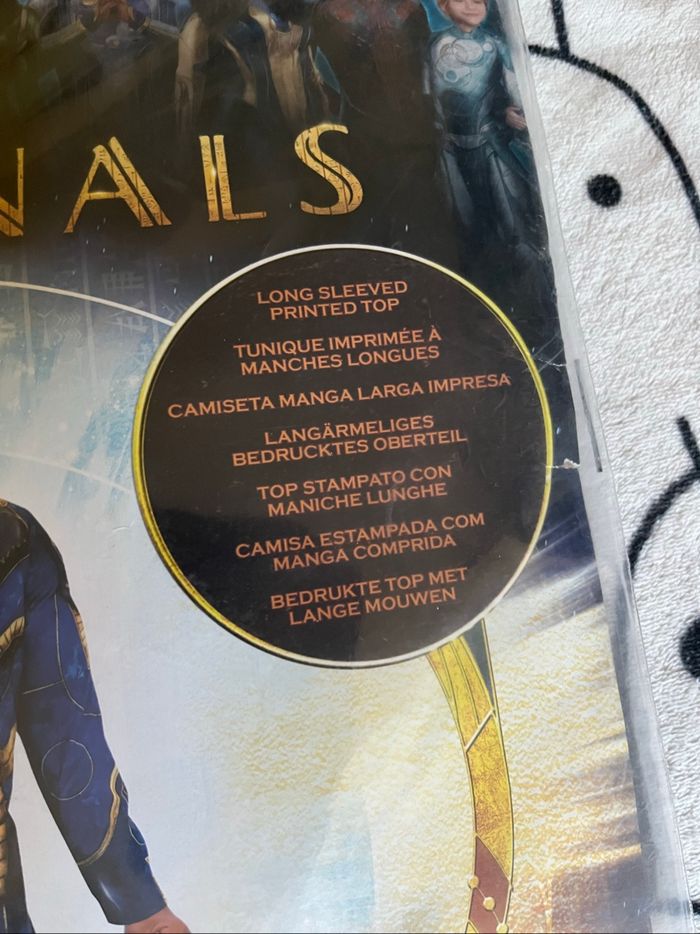 NALS
LONG SLEEVED
PRINTED TOP
TUNIQUE IMPRIMÉE À
MANCHES LONGUES
CAMISETA MANGA LARGA IMPRESA
LANGÄRMELIGES
BEDRUCKTES OBERTEIL
TOP STAMPATO CON
MANICHE LUNGHE
CAMISA ESTAMPADA COM
MANGA COMPRIDA
BEDRUKTE TOP MET
LANGE MOUWEN